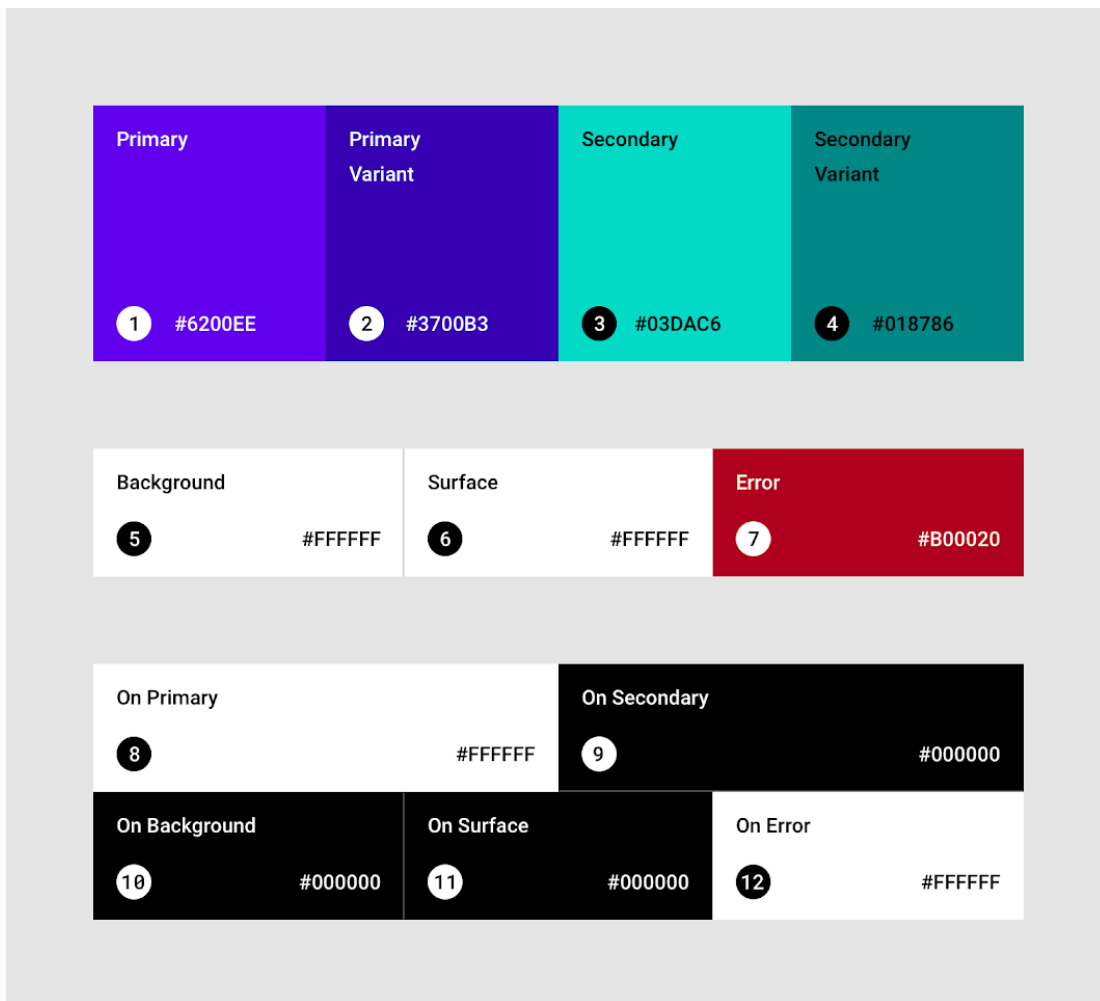 Primary
Primary
Variant
Secondary
Secondary
Variant
1 #6200EE
2 #3700B3
3 #03DAC6
4 #018786
Background
Surface
Error
5 #FFFFFF
6 #FFFFFF
7 #B00020
On Primary
On Secondary
8 #FFFFFF
9 #000000
On Background
On Surface
On Error
10 #000000
11 #000000
12 #FFFFFF